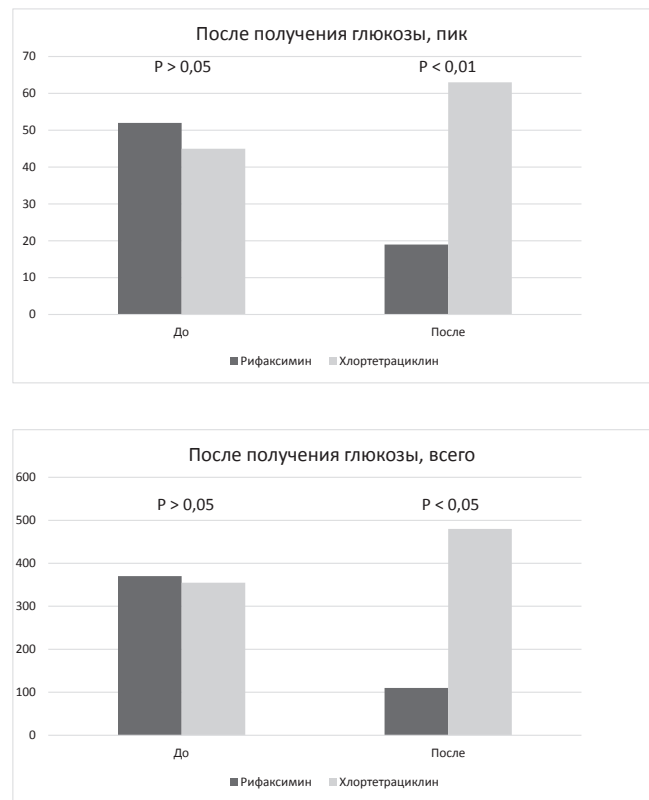 После получения глюкозы, пик
70
P > 0,05
P < 0,01
60
50
40
30
20
10
0
До
После
Рифаксимин
Хлортетрациклин
После получения глюкозы, всего
600
P > 0,05
P < 0,05
500
400
300
200
100
0
До
После
Рифаксимин
Хлортетрациклин